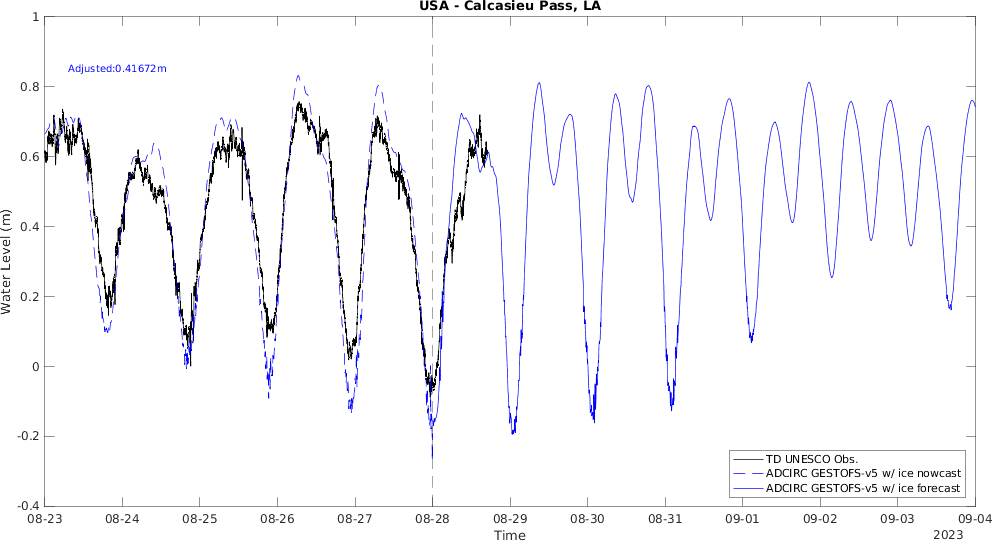 USA - Calcasieu Pass, LA
1
Adjusted:0.41672m
0.8
0.6
0.4
0.2
0
-0.2
-0.4
Water Level (m)
TD UNESCO Obs.
ADCIRC GESTOFS-v5 w/ ice nowcast
ADCIRC GESTOFS-v5 w/ ice forecast
08-23 08-24 08-25 08-26 08-27 08-28 08-29 08-30 08-31 09-01 09-02 09-03 09-04
Time
2023